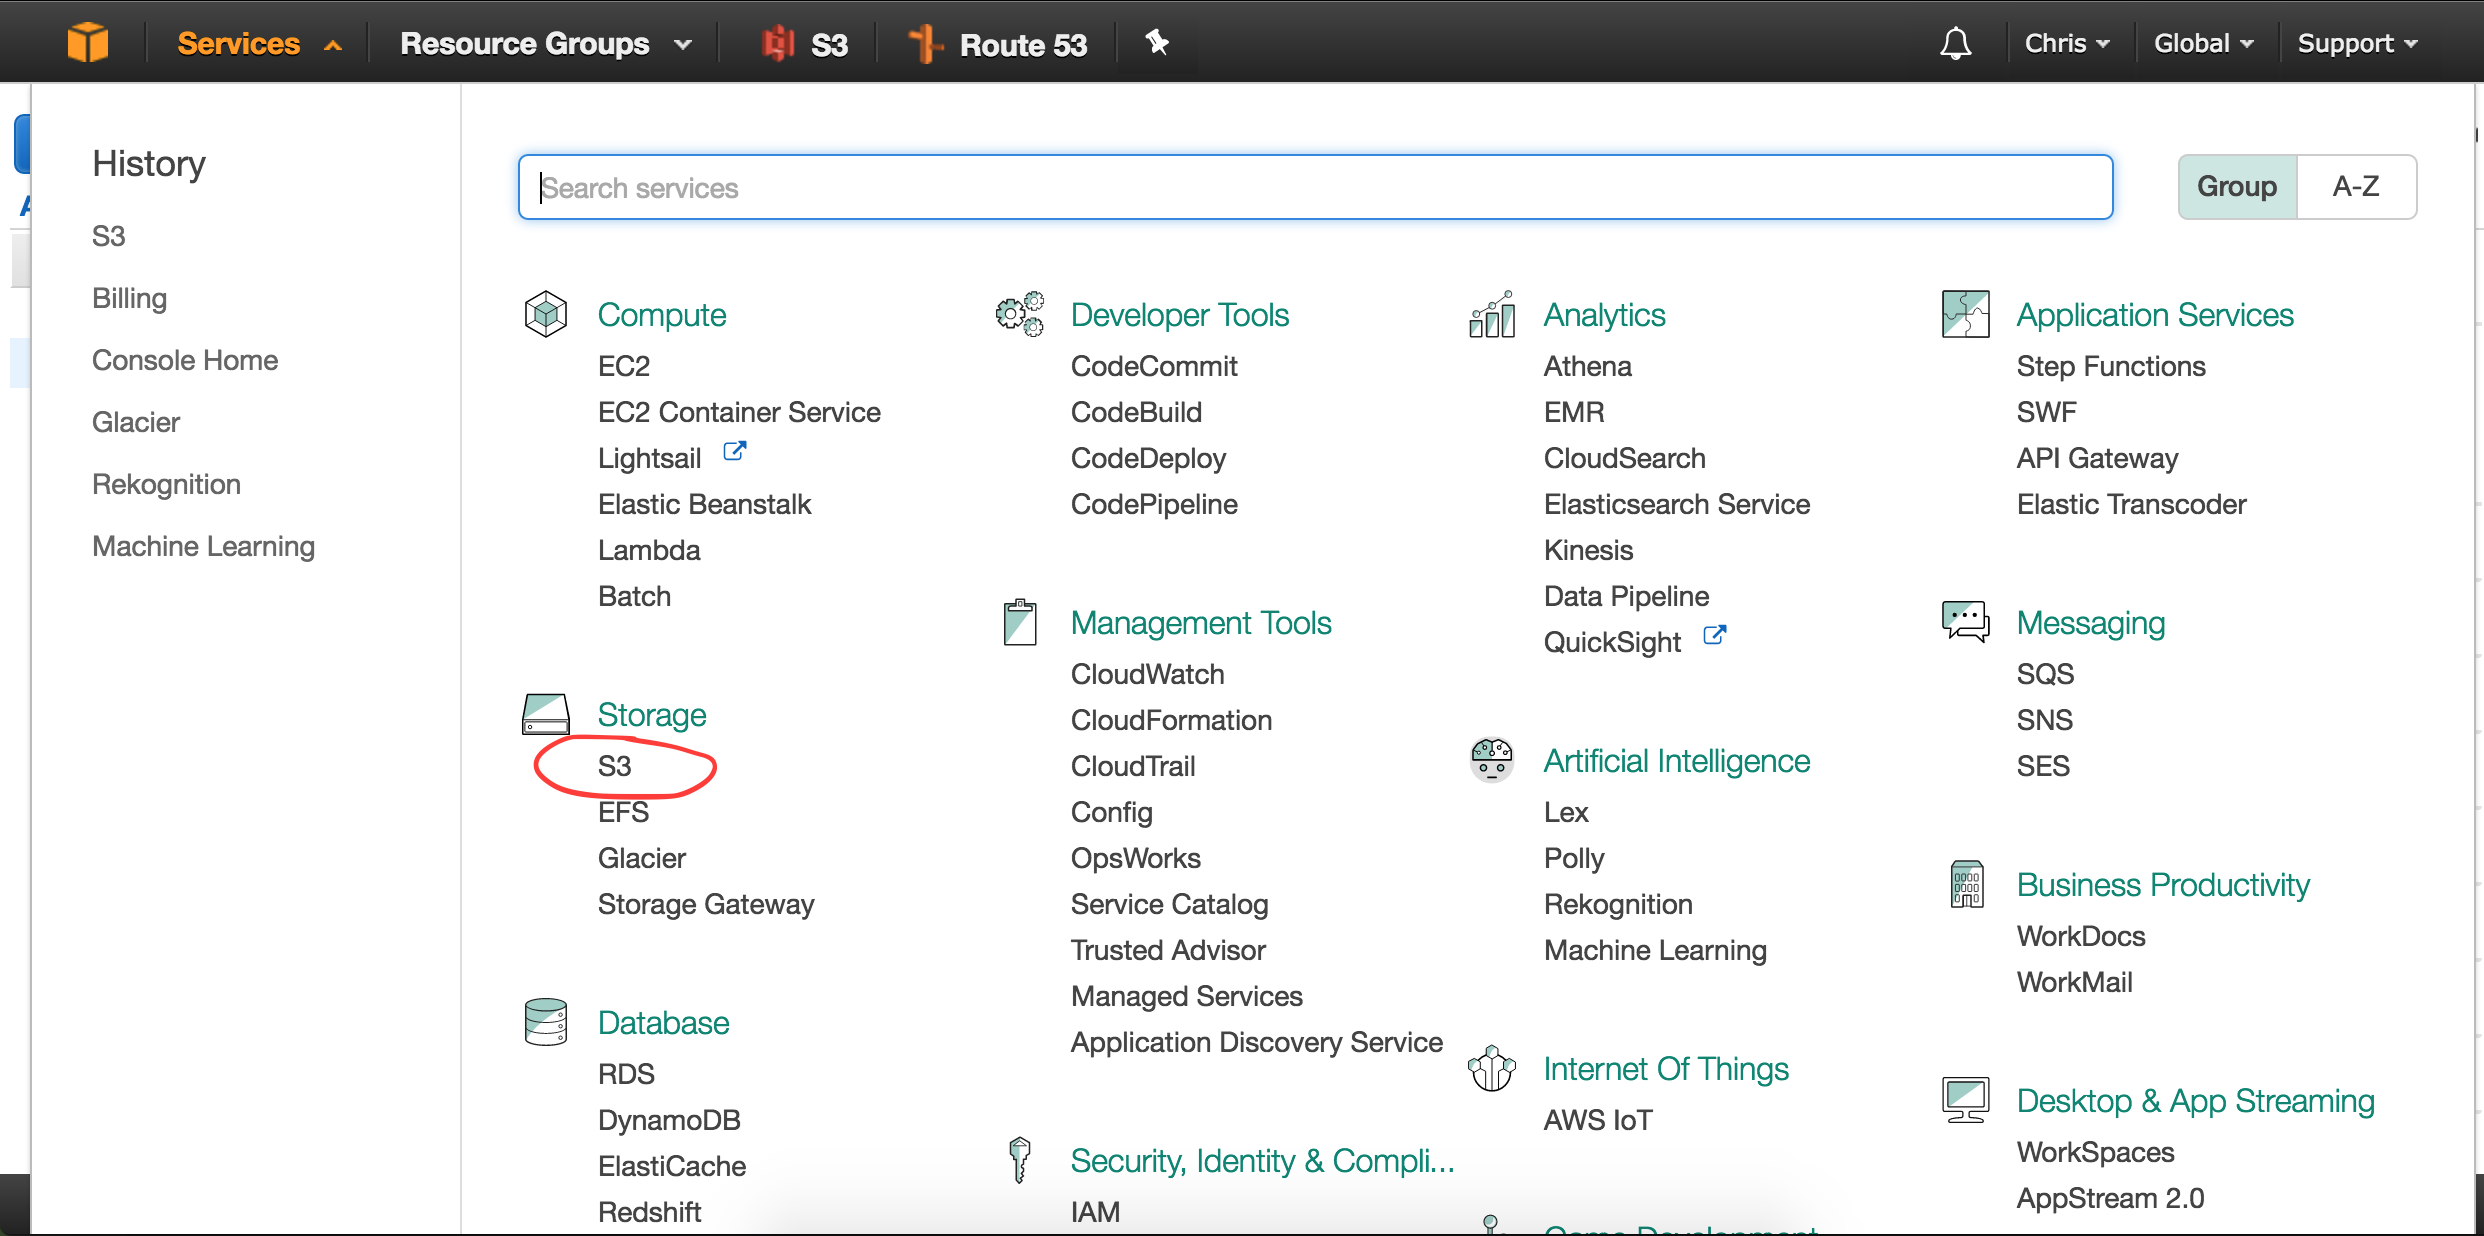 Services
Resource Groups
S3
Route 53
Chris
Global
Support
History
S3
Billing
Console Home
Glacier
Rekognition
Machine Learning
Search services
Group
A-Z
Compute
EC2
EC2 Container Service
Lightsail
Elastic Beanstalk
Lambda
Batch
Storage
S3
EFS
Glacier
Storage Gateway
Database
RDS
DynamoDB
ElastiCache
Redshift
Developer Tools
CodeCommit
CodeBuild
CodeDeploy
CodePipeline
Management Tools
CloudWatch
CloudFormation
CloudTrail
Config
OpsWorks
Service Catalog
Trusted Advisor
Managed Services
Application Discovery Service
Security, Identity & Compli...
IAM
Analytics
Athena
EMR
CloudSearch
Elasticsearch Service
Kinesis
Data Pipeline
QuickSight
Artificial Intelligence
Lex
Polly
Rekognition
Machine Learning
Internet Of Things
AWS IoT
Game Development
Application Services
Step Functions
SWF
API Gateway
Elastic Transcoder
Messaging
SQS
SNS
SES
Business Productivity
WorkDocs
WorkMail
Desktop & App Streaming
WorkSpaces
AppStream 2.0